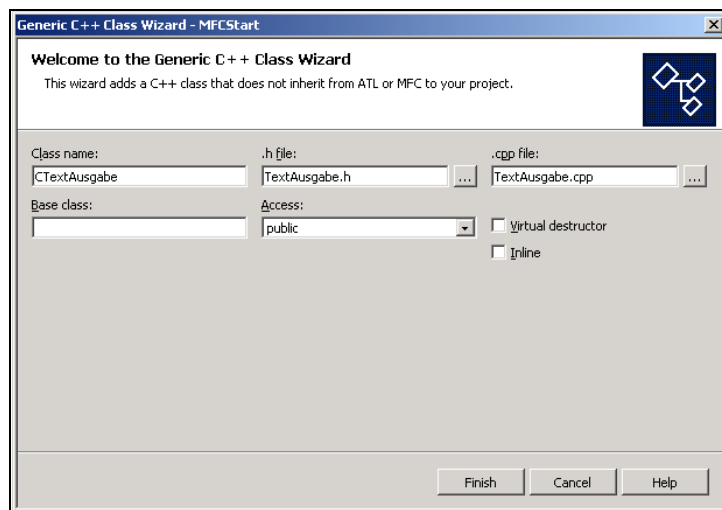 Generic C++ Class Wizard - MFCStart
Welcome to the Generic C++ Class Wizard
This wizard adds a C++ class that does not inherit from ATL or MFC to your project.
Class name: .h file: .cpp file:
CTextAusgabe TextAusgabe.h ... TextAusgabe.cpp ...
Base class: Access:
public Virtual destructor
Inline
Finish Cancel Help